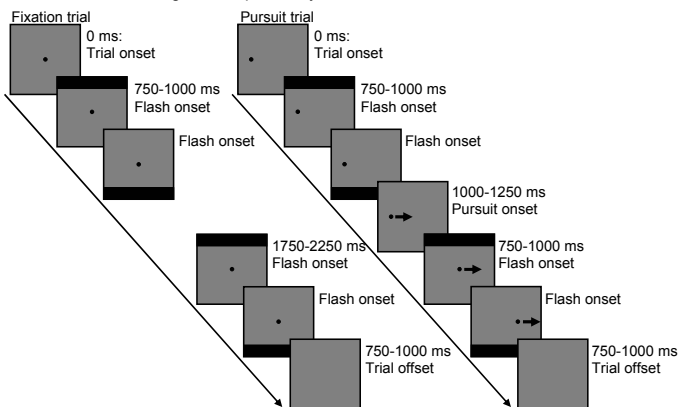 Fixation trial
0 ms:
Trial onset
750-1000 ms
Flash onset
Flash onset
1750-2250 ms
Flash onset
Flash onset
750-1000 ms
Trial offset
Pursuit trial
0 ms:
Trial onset
750-1000 ms
Flash onset
Flash onset
1000-1250 ms
Pursuit onset
750-1000 ms
Flash onset
Flash onset
750-1000 ms
Trial offset